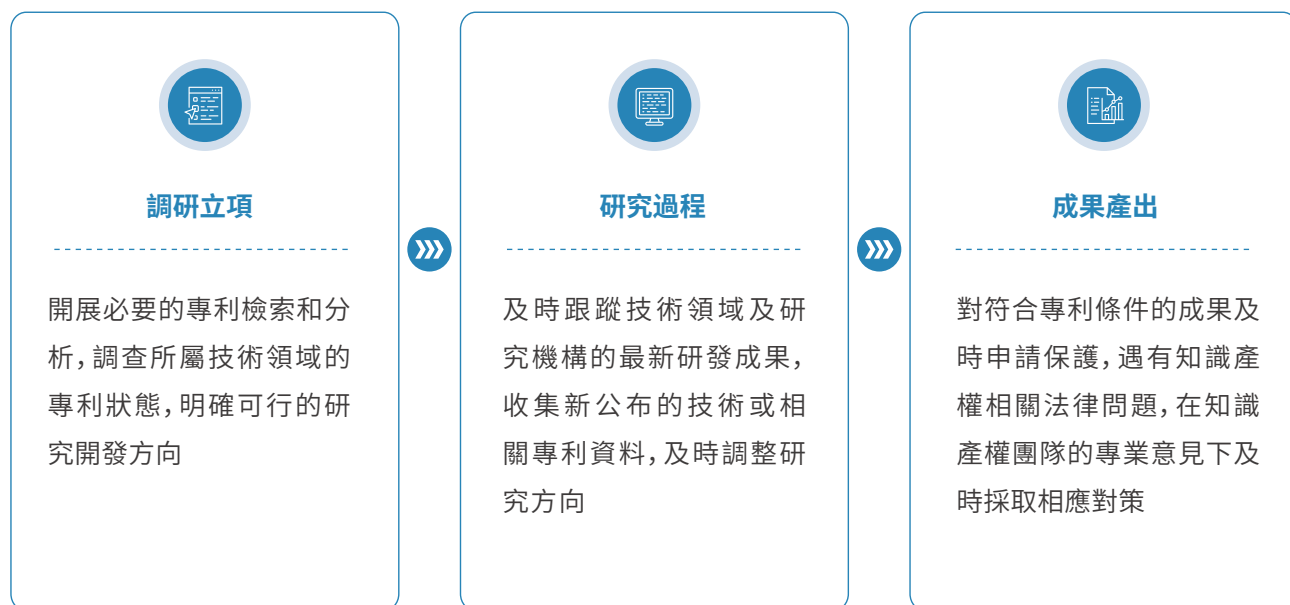 調研立項
開展必要的專利檢索和分
析,調查所屬技術領域的
專利狀態,明確可行的研
究開發方向
研究過程
及時跟蹤技術領域及研
究機構的最新研發成果,
收集新公布的技術或相
關專利資料,及時調整研
究方向
成果產出
對符合專利條件的成果及
時申請保護,遇有知識產
權相關法律問題,在知識
產權團隊的專業意見下及
時採取相應對策